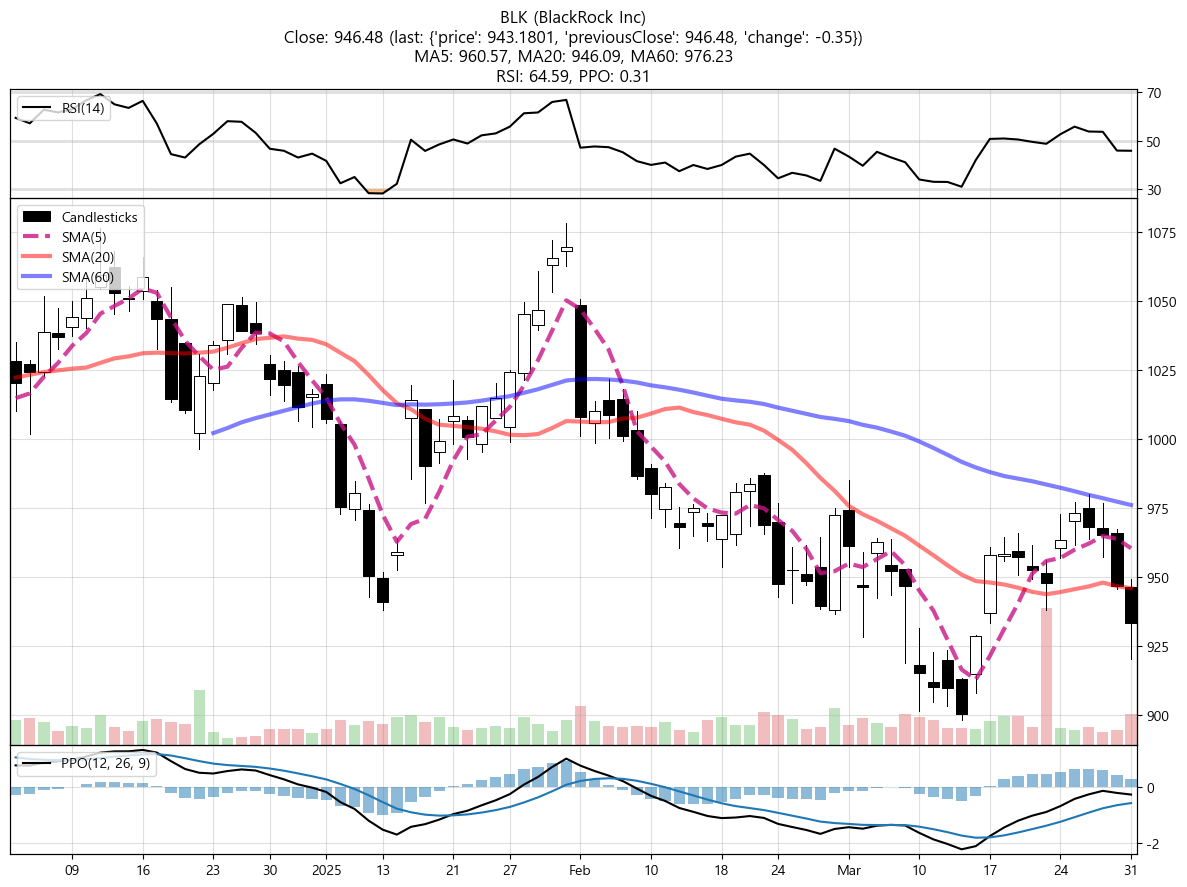 BLK (BlackRock Inc)
Close: 946.48 (last: {'price': 943.1801, 'previousClose': 946.48, 'change': -0.35})
MA5: 960.57, MA20: 946.09, MA60: 976.23
RSI: 64.59, PPO: 0.31
RSI(14)
70
50
30
Candlesticks
SMA(5)
SMA(20)
SMA(60)
1075
1050
1025
1000
975
950
925
900
PPO(12, 26, 9)
0
-2
09 16 23 30 2025 13 21 27 Feb 10 18 24 Mar 10 17 24 31